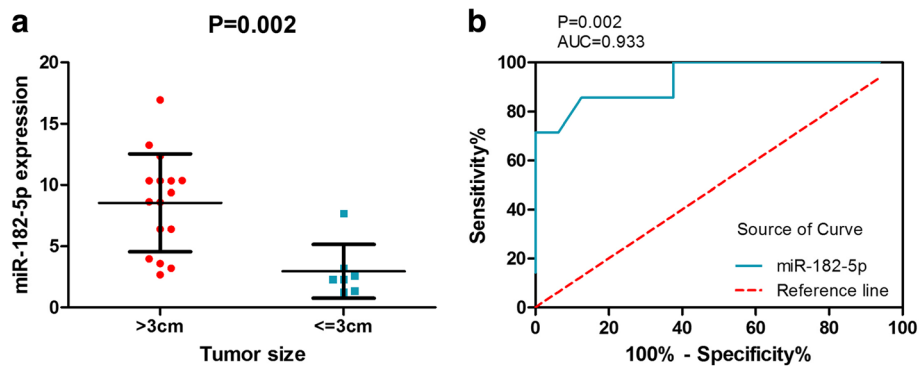 a
P=0.002
20
15
10
5
0
miR-182-5p expression
>3cm
<=3cm
Tumor size
b
P=0.002
AUC=0.933
100
80
60
40
20
0
Sensitivity%
Source of Curve
miR-182-5p
Reference line
0
20
40
60
80
100
100% - Specificity%